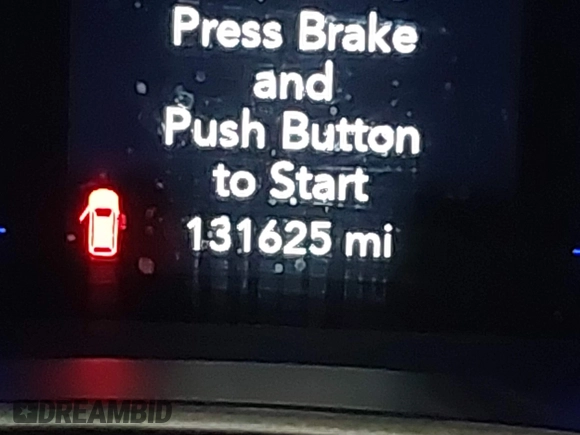 Press Brake
and
Push Button
to Start
131625 mi
DREAMBID